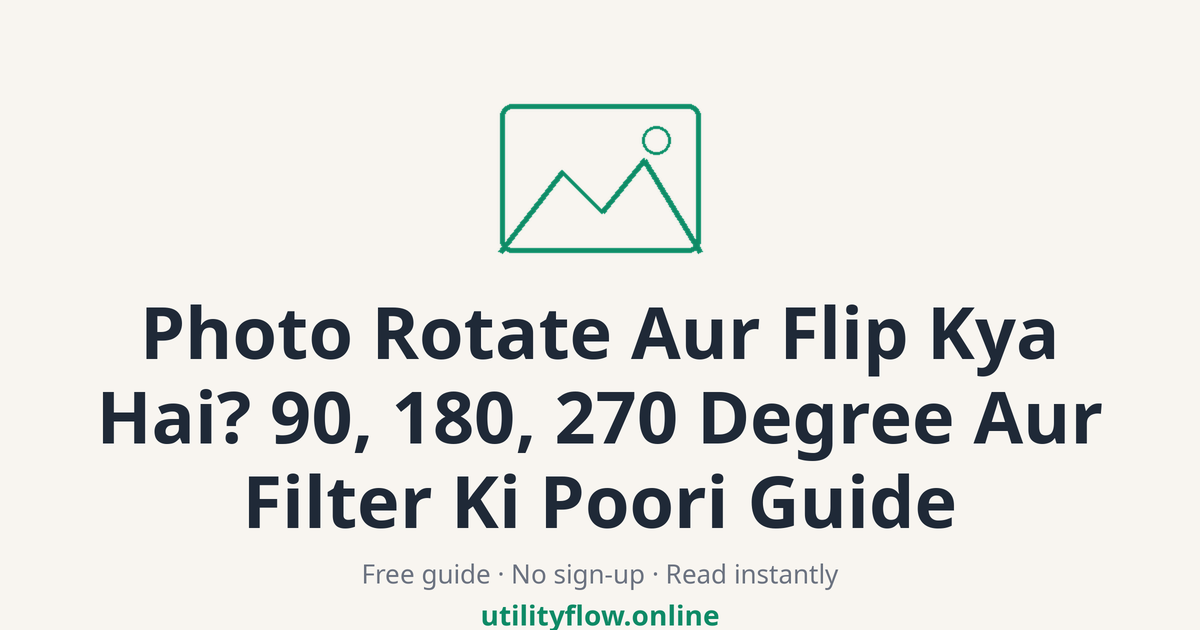 Photo Rotate Aur Flip Kya
Hai? 90, 180, 270 Degree Aur
Filter Ki Poori Guide
Free guide · No sign-up · Read instantly
utilityflow.online